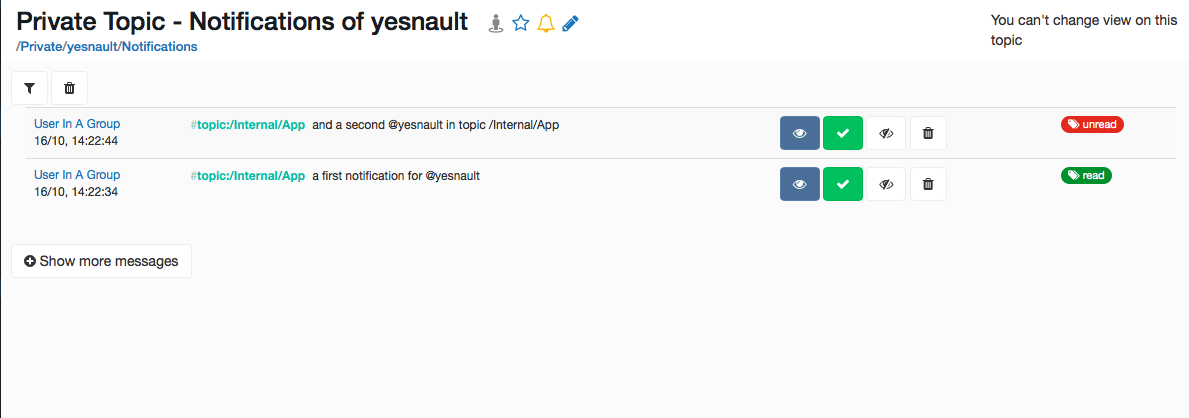 Private Topic - Notifications of yesnault
You can't change view on this
topic
/Private/yesnault/Notifications
User In A Group #topic:/Internal/App and a second @yesnault in topic /Internal/App unread
16/10, 14:22:44
User In A Group #topic:/Internal/App a first notification for @yesnault read
16/10, 14:22:34
Show more messages